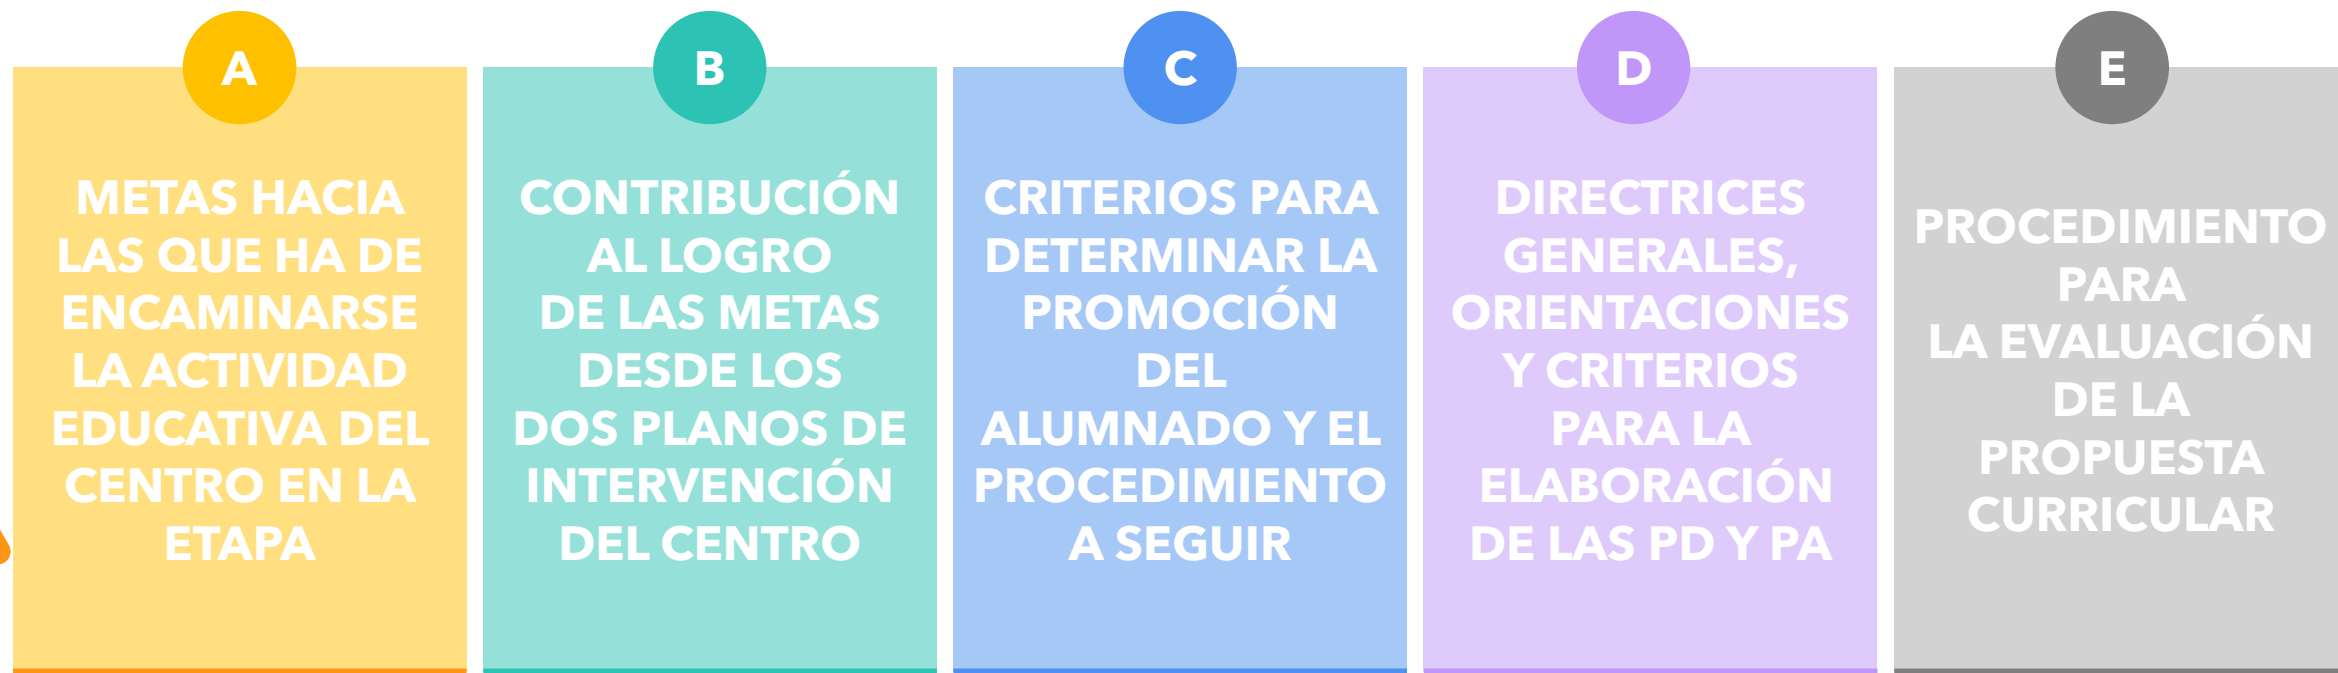 A
METAS HACIA
LAS QUE HA DE
ENCAMINARSE
LA ACTIVIDAD
EDUCATIVA DEL
CENTRO EN LA
ETAPA
B
CONTRIBUCIÓN
AL LOGRO
DE LAS METAS
DESDE LOS
DOS PLANOS DE
INTERVENCIÓN
DEL CENTRO
C
CRITERIOS PARA
DETERMINAR LA
PROMOCIÓN
DEL
ALUMNADO Y EL
PROCEDIMIENTO
A SEGUIR
D
DIRECTRICES
GENERALES,
ORIENTACIONES
Y CRITERIOS
PARA LA
ELABORACIÓN
DE LAS PD Y PA
E
PROCEDIMIENTO
PARA
LA EVALUACIÓN
DE LA
PROPUESTA
CURRICULAR